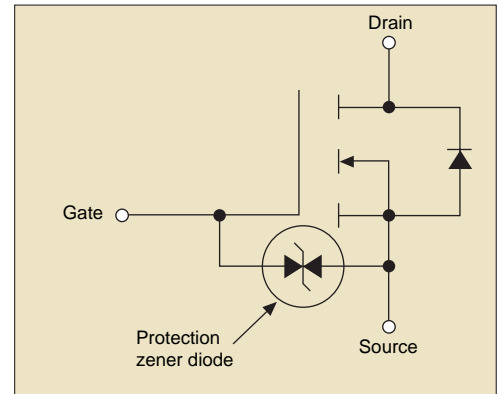 Drain
Gate
Protection
zener diode
Source